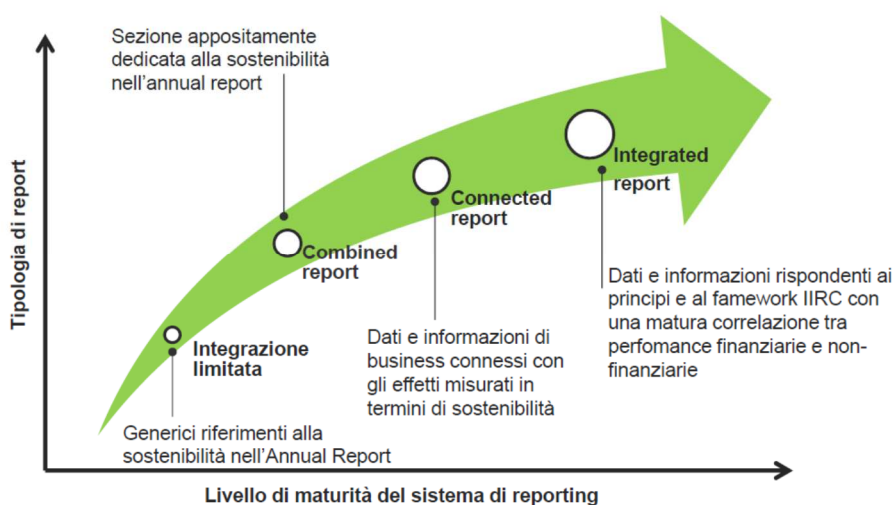 Sezione appositamente
dedicata alla sostenibilità
nell'annual report
Tipologia di report
Integrated
report
Connected
report
Combined
report
Dati e informazioni rispondenti ai
principi e al famework IIRC con
una matura correlazione tra
perfomance finanziarie e non-
finanziarie
Dati e informazioni di
business connessi con
gli effetti misurati in
termini di sostenibilità
Integrazione
limitata
Generici riferimenti alla
sostenibilità nell'Annual Report
Livello di maturità del sistema di reporting